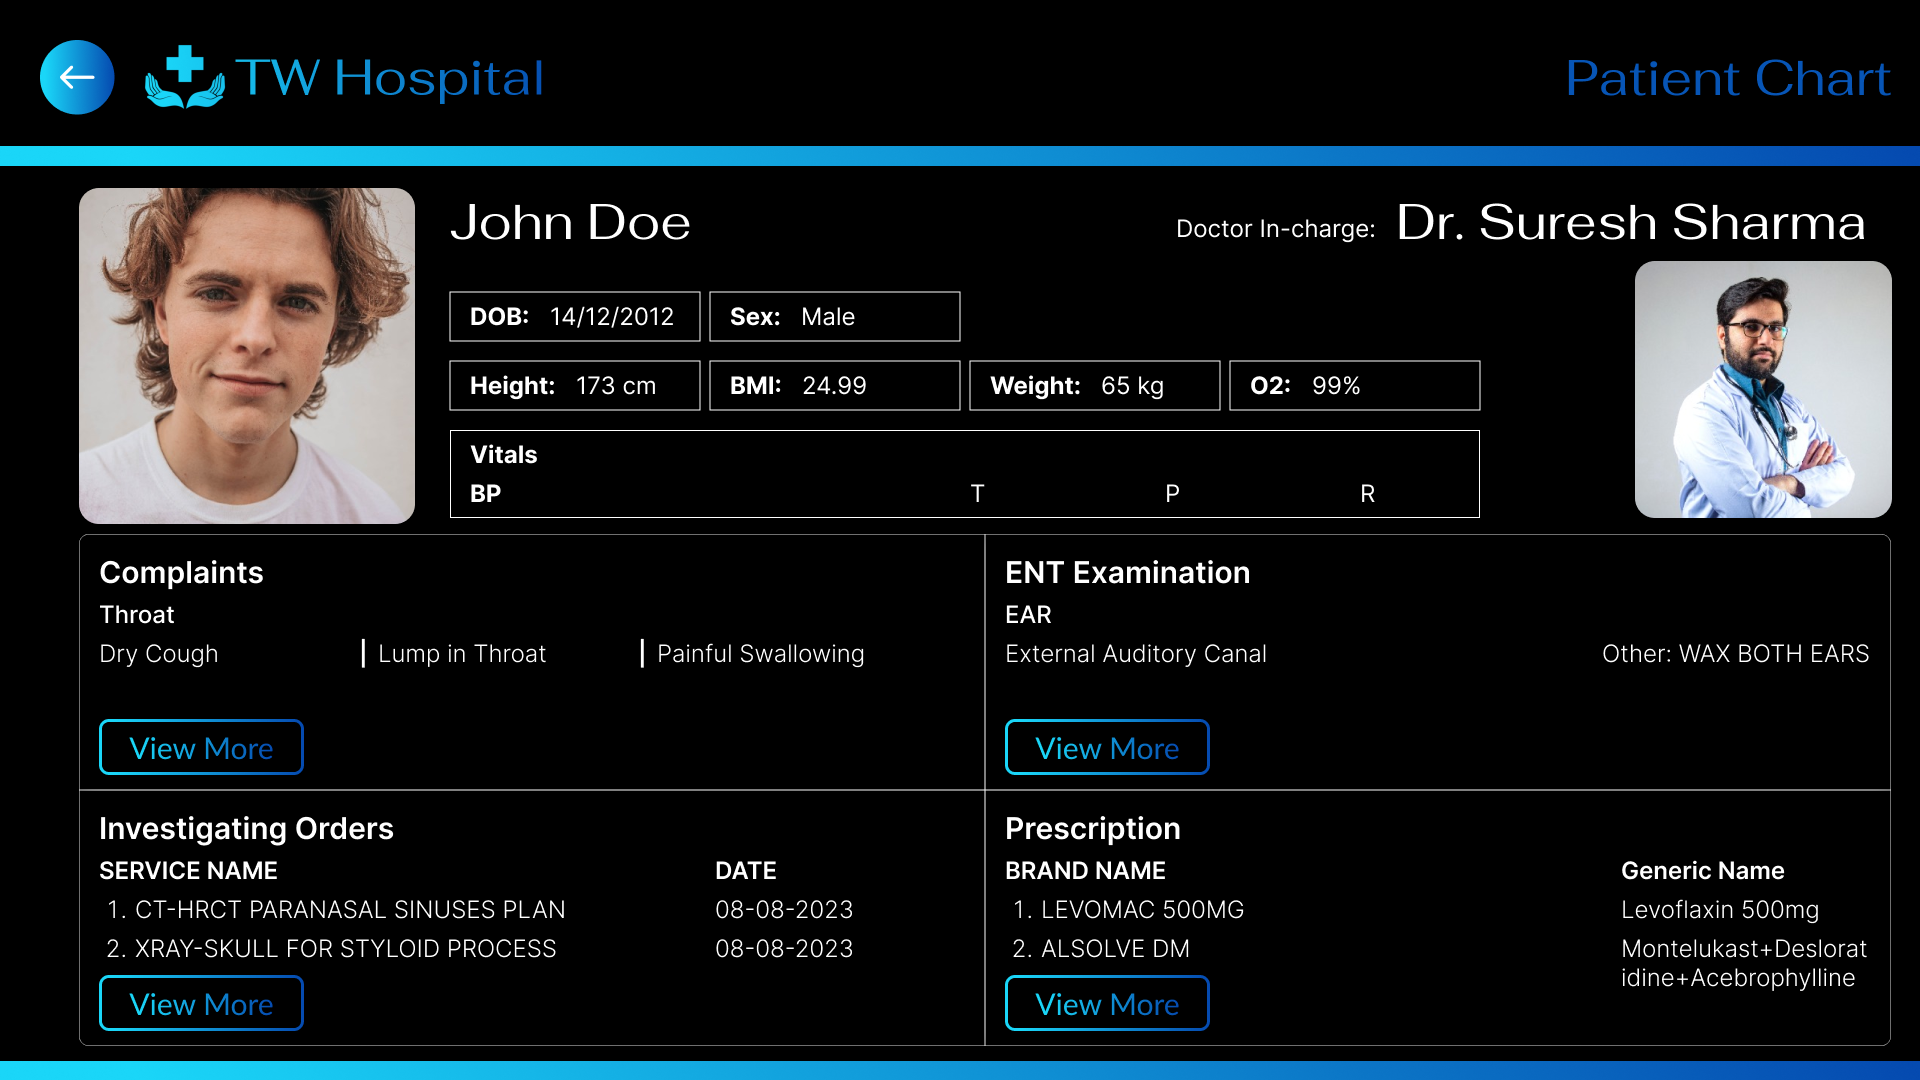 TW Hospital
Patient Chart
John Doe
Doctor In-charge: Dr. Suresh Sharma
DOB: 14/12/2012 Sex: Male
Height: 173 cm BMI: 24.99 Weight: 65 kg O2: 99%
Vitals
BP T P R
Complaints
Throat
Dry Cough | Lump in Throat | Painful Swallowing
View More
ENT Examination
EAR
External Auditory Canal Other: WAX BOTH EARS
View More
Investigating Orders
SERVICE NAME DATE
1. CT-HRCT PARANASAL SINUSES PLAN 08-08-2023
2. XRAY-SKULL FOR STYLOID PROCESS 08-08-2023
View More
Prescription
BRAND NAME Generic Name
1. LEVOMAC 500MG Levoflaxin 500mg
2. ALSOLVE DM Montelukast+Deslorat
idine+Acebrophylline
View More